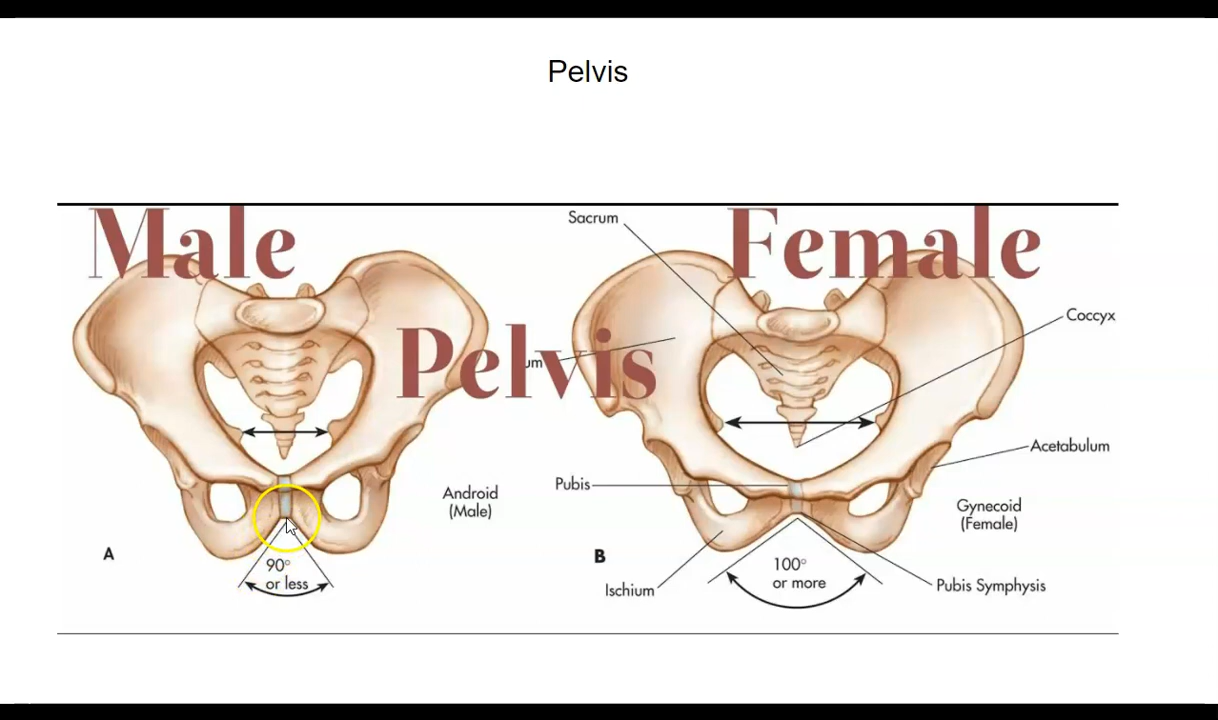 Pelvis
Male
Female
Pelvis
Sacrum
Coccyx
um
Acetabulum
Pubis
Android
(Male)
Gynecoid
(Female)
A
B
90°
or less
100°
or more
Ischium
Pubis Symphysis